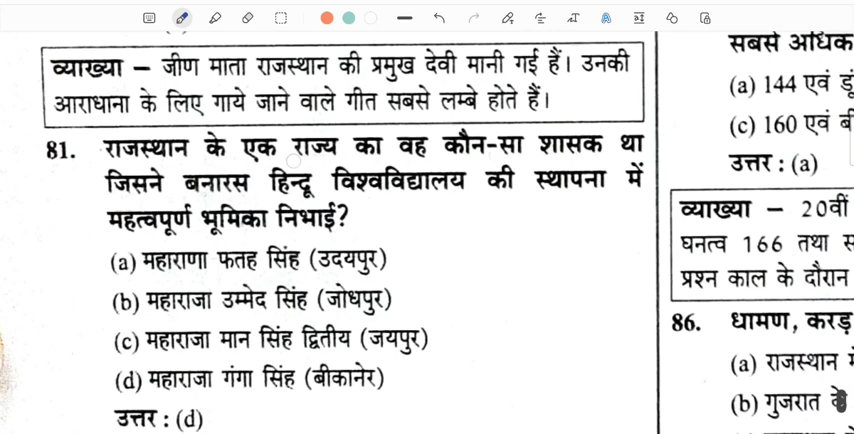 व्याख्या – जीण माता राजस्थान की प्रमुख देवी मानी गई हैं। उनकी
आराधाना के लिए गाये जाने वाले गीत सबसे लम्बे होते हैं।
81. राजस्थान के एक राज्य का वह कौन-सा शासक था
जिसने बनारस हिन्दू विश्वविद्यालय की स्थापना में
महत्वपूर्ण भूमिका निभाई?
(a) महाराणा फतह सिंह (उदयपुर)
(b) महाराजा उम्मेद सिंह (जोधपुर)
(c) महाराजा मान सिंह द्वितीय (जयपुर)
(d) महाराजा गंगा सिंह (बीकानेर)
उत्तर : (d)
सबसे अधिक
(a) 144 एवं
(c) 160 एवं
उत्तर : (a)
व्याख्या – 20वीं
घनत्व 166 तथा
प्रश्न काल के दौरान
86. धामण, करड़
(a) राजस्थान
(b) गुजरात